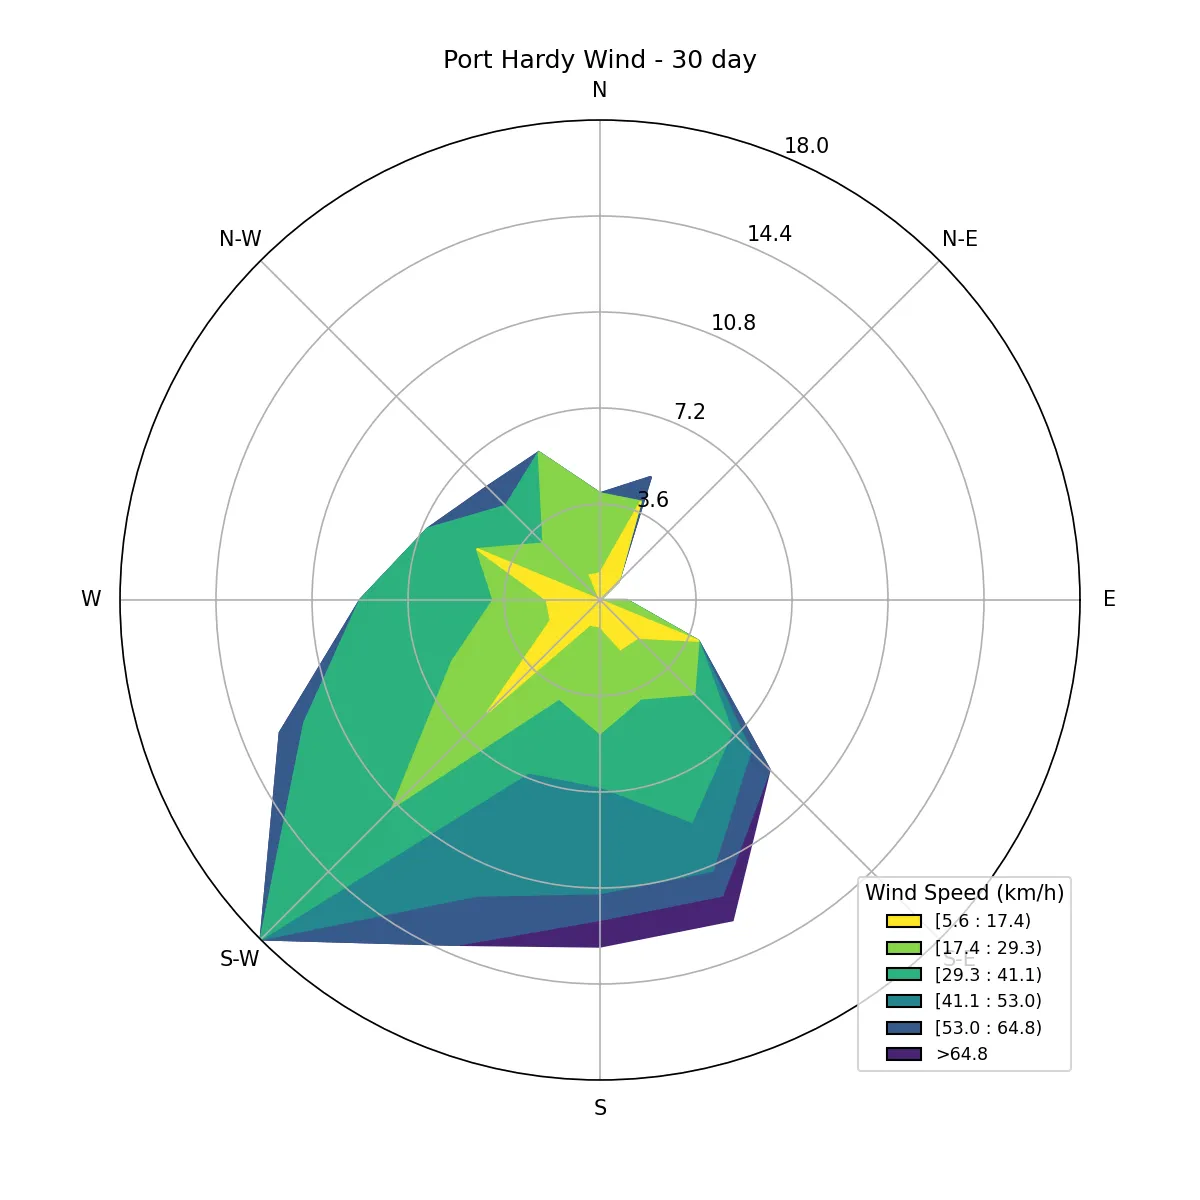 Port Hardy Wind - 30 day
N
18.0
14.4
N-W
N-E
10.8
7.2
3.6
W
E
Wind Speed (km/h)
[5.6 : 17.4)
[17.4 : 29.3)
S-W
S-E
[29.3 : 41.1)
[41.1 : 53.0)
[53.0 : 64.8)
>64.8
S